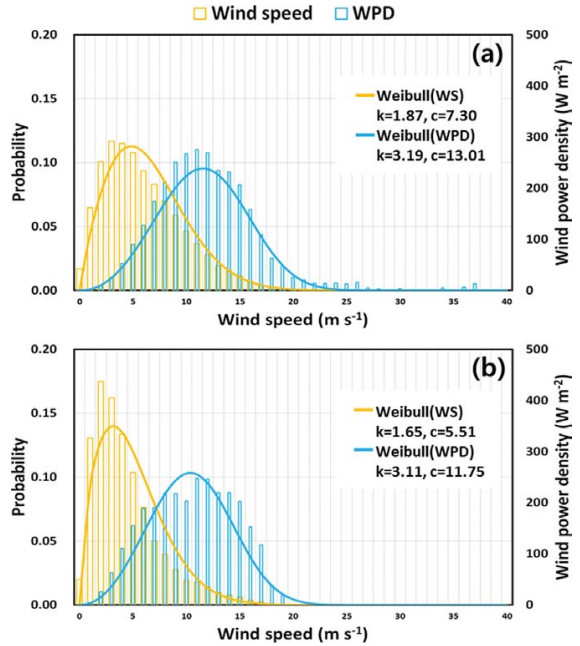 Wind speed WPD
(a)
Probability
0.20
0.15
0.10
0.05
0.00
Weibull(WS)
k=1.87, c=7.30
Weibull(WPD)
k=3.19, c=13.01
500
400
300
200
100
0
Wind power density (W m⁻²)
0 5 10 15 20 25 30 35 40
Wind speed (m s⁻¹)
(b)
Probability
0.20
0.15
0.10
0.05
0.00
Weibull(WS)
k=1.65, c=5.51
Weibull(WPD)
k=3.11, c=11.75
500
400
300
200
100
0
Wind power density (W m⁻²)
0 5 10 15 20 25 30 35 40
Wind speed (m s⁻¹)